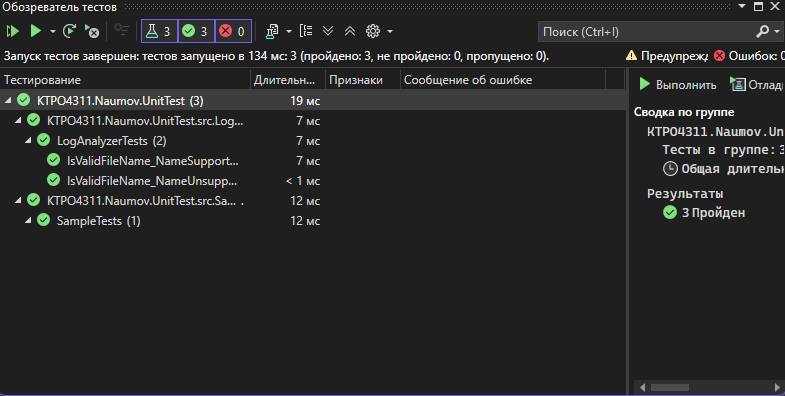 Обозреватель тестов
3 3 0 Поиск (Ctrl+I)
Запуск тестов завершен: тестов запущено в 134 мс: 3 (пройдено: 3, не пройдено: 0, пропущено: 0). Предупрежд Ошибок: 0
Тестирование Длительн... Признаки Сообщение об ошибке
KTPO4311.Naumov.UnitTest (3) 19 мс
KTPO4311.Naumov.UnitTest.src.Log... 7 мс
LogAnalyzerTests (2) 7 мс
IsValidFileName_NameSupport... 7 мс
IsValidFileName_NameUnsupp... < 1 мс
KTPO4311.Naumov.UnitTest.src.Sa... . 12 мс
SampleTests (1) 12 мс
Выполнить Отлад
Сводка по группе
KTPO4311.Naumov.Un
Тесты в группе: 3
Общая длитель
Результаты
3 Пройден